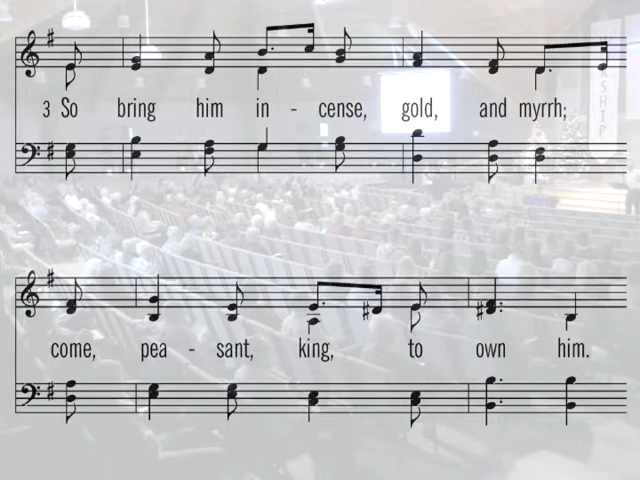 3 So bring him in - cense, gold, and myrrh;
come, pea - sant, king, to own him.